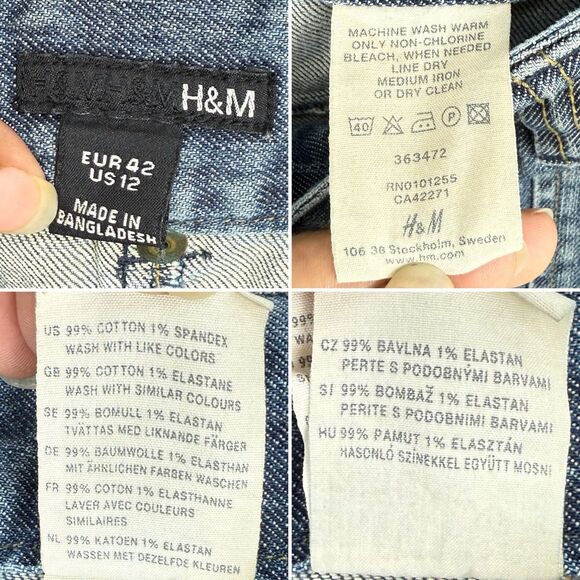 H&M
EUR 42
US 12
MADE IN
BANGLADESH
MACHINE WASH WARM
ONLY NON-CHLORINE
BLEACH, WHEN NEEDED
LINE DRY
MEDIUM IRON
OR DRY CLEAN
40
P
363472
RN0101255
CA42271
H&M
106 38 Stockholm, Sweden
www.hm.com
US 99% COTTON 1% SPANDEX
WASH WITH LIKE COLORS
GB 99% COTTON 1% ELASTANE
WASH WITH SIMILAR COLOURS
SE 99% BOMULL 1% ELASTAN
TVÄTTAS MED LIKNANDE FÄRGER
DE 99% BAUMWOLLE 1% ELASTHAN
MIT ÄHNLICHEN FARBEN WASCHEN
FR 99% COTON 1% ELASTHANNE
LAVER AVEC COULEURS
SIMILAIRES
NL 99% KATOEN 1% ELASTAN
WASSEN MET DEZELFDE KLEUREN
99%
CZ 99% BAVLNA 1% ELASTAN
PERTE S PODOBNÝMI BARVAMI
SI 99% BOMBAŽ 1% ELASTAN
PERITE S PODOBNIMI BARVAMI
HU 99% PAMUT 1% ELASZTÁN
HASONLÓ SZÍNEKKEL EGYÜTT MOSNI